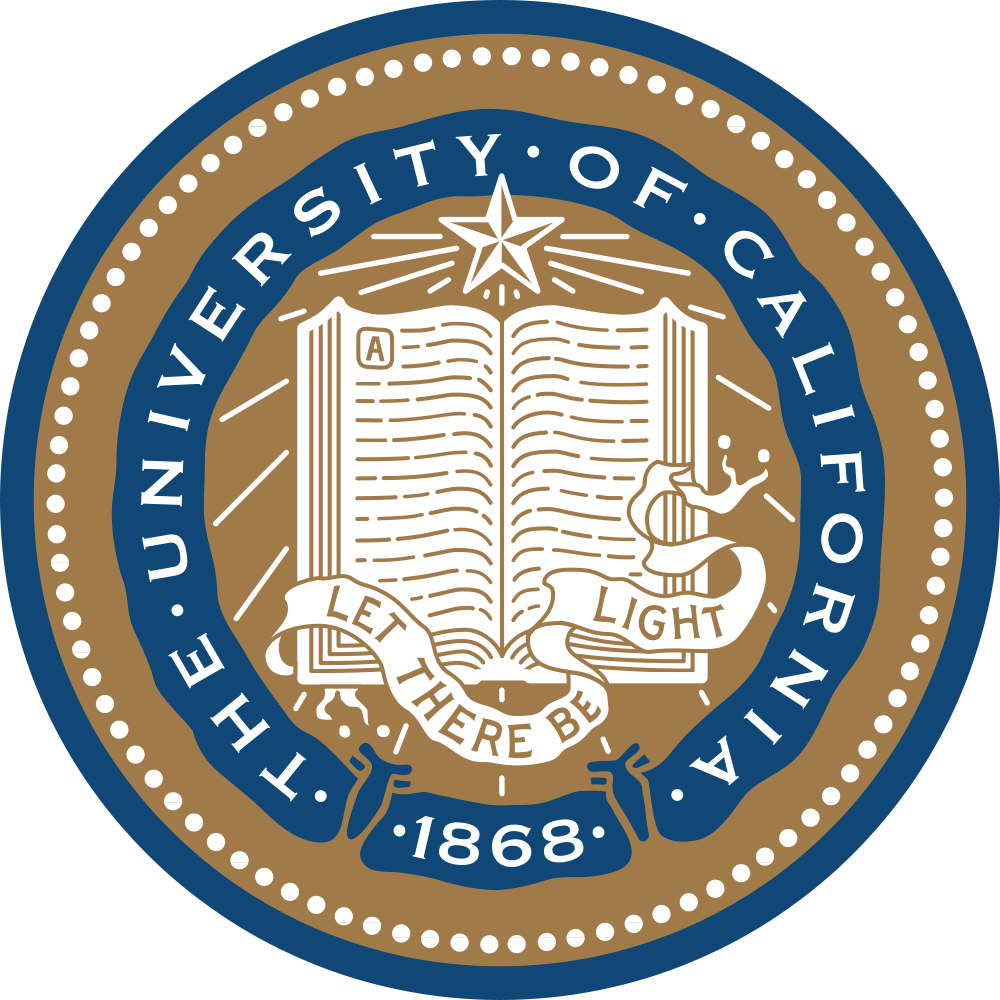 ·THE·UNIVERSITY·OF·CALIFORNIA·
A
LET THERE BE LIGHT
·1868·